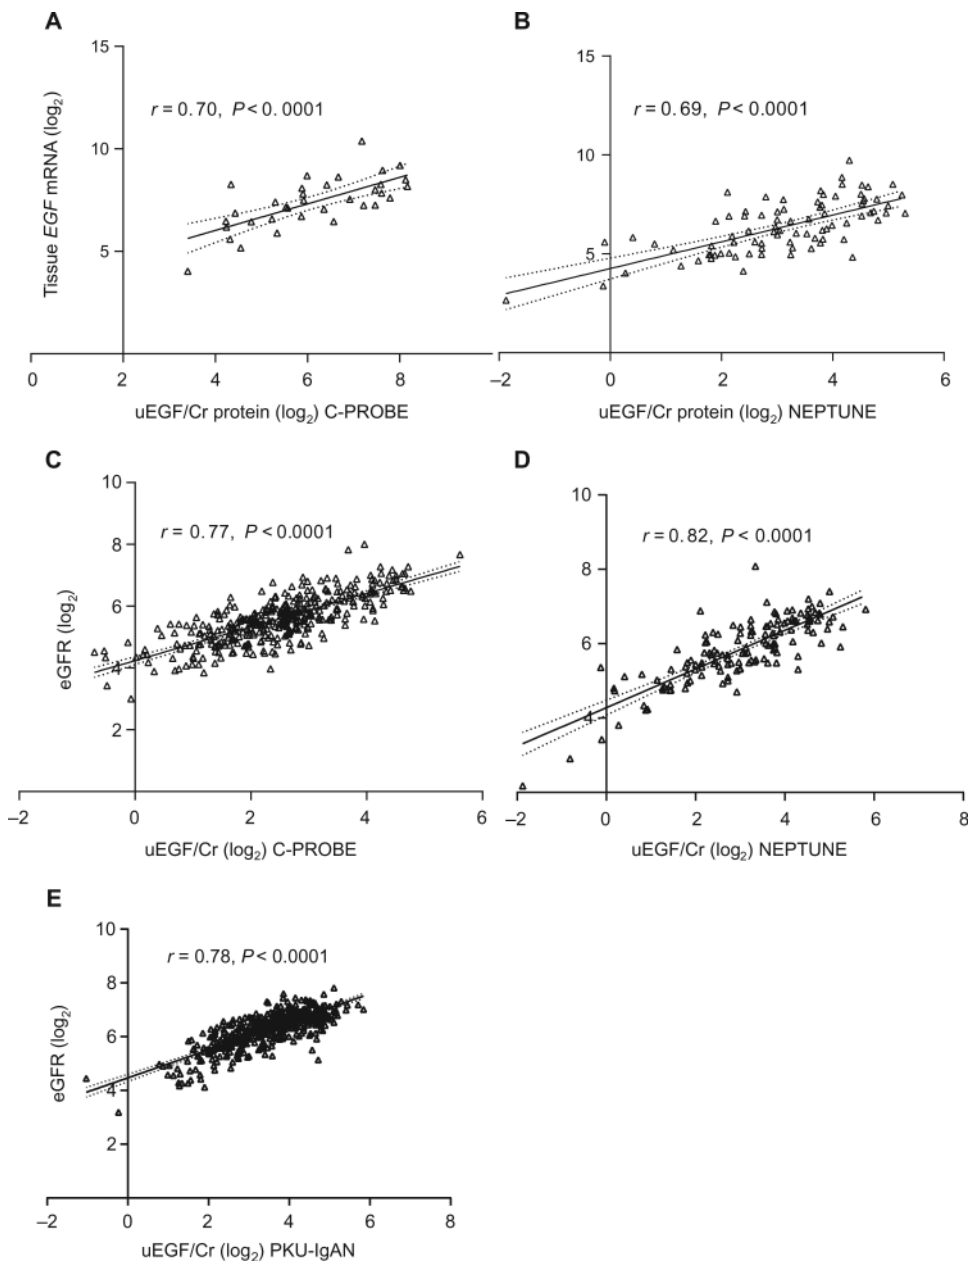 A
15
r = 0.70, P < 0.0001
10
5
Tissue EGF mRNA (log2)
0 2 4 6 8
uEGF/Cr protein (log2) C-PROBE
B
15
r = 0.69, P < 0.0001
10
5
−2 0 2 4 6
uEGF/Cr protein (log2) NEPTUNE
C
10
r = 0.77, P < 0.0001
8
6
4
2
eGFR (log2)
−2 0 2 4 6
uEGF/Cr (log2) C-PROBE
D
10
r = 0.82, P < 0.0001
8
6
4
−2 0 2 4 6 8
uEGF/Cr (log2) NEPTUNE
E
10
r = 0.78, P < 0.0001
8
6
4
2
eGFR (log2)
−2 0 2 4 6 8
uEGF/Cr (log2) PKU-IgAN